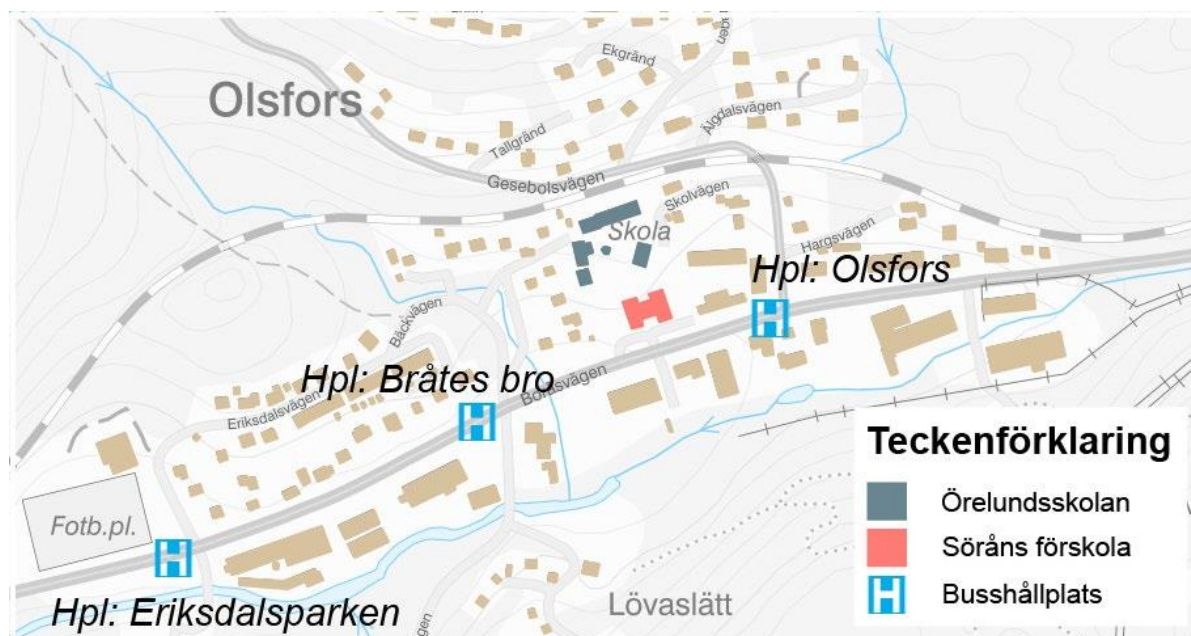 Ekgränd
Olsfors
Älgdalsvägen
Tallgränd
Gesebolsvägen
Skolvägen
Skola
Hargsvägen
Hpl: Olsfors
Bäckvägen
Hpl: Bråtes bro
Boråsvägen
Eriksdalsvägen
Teckenförklaring
Örelundsskolan
Fotb.pl.
Söråns förskola
Busshållplats
Lövaslätt
Hpl: Eriksdalsparken